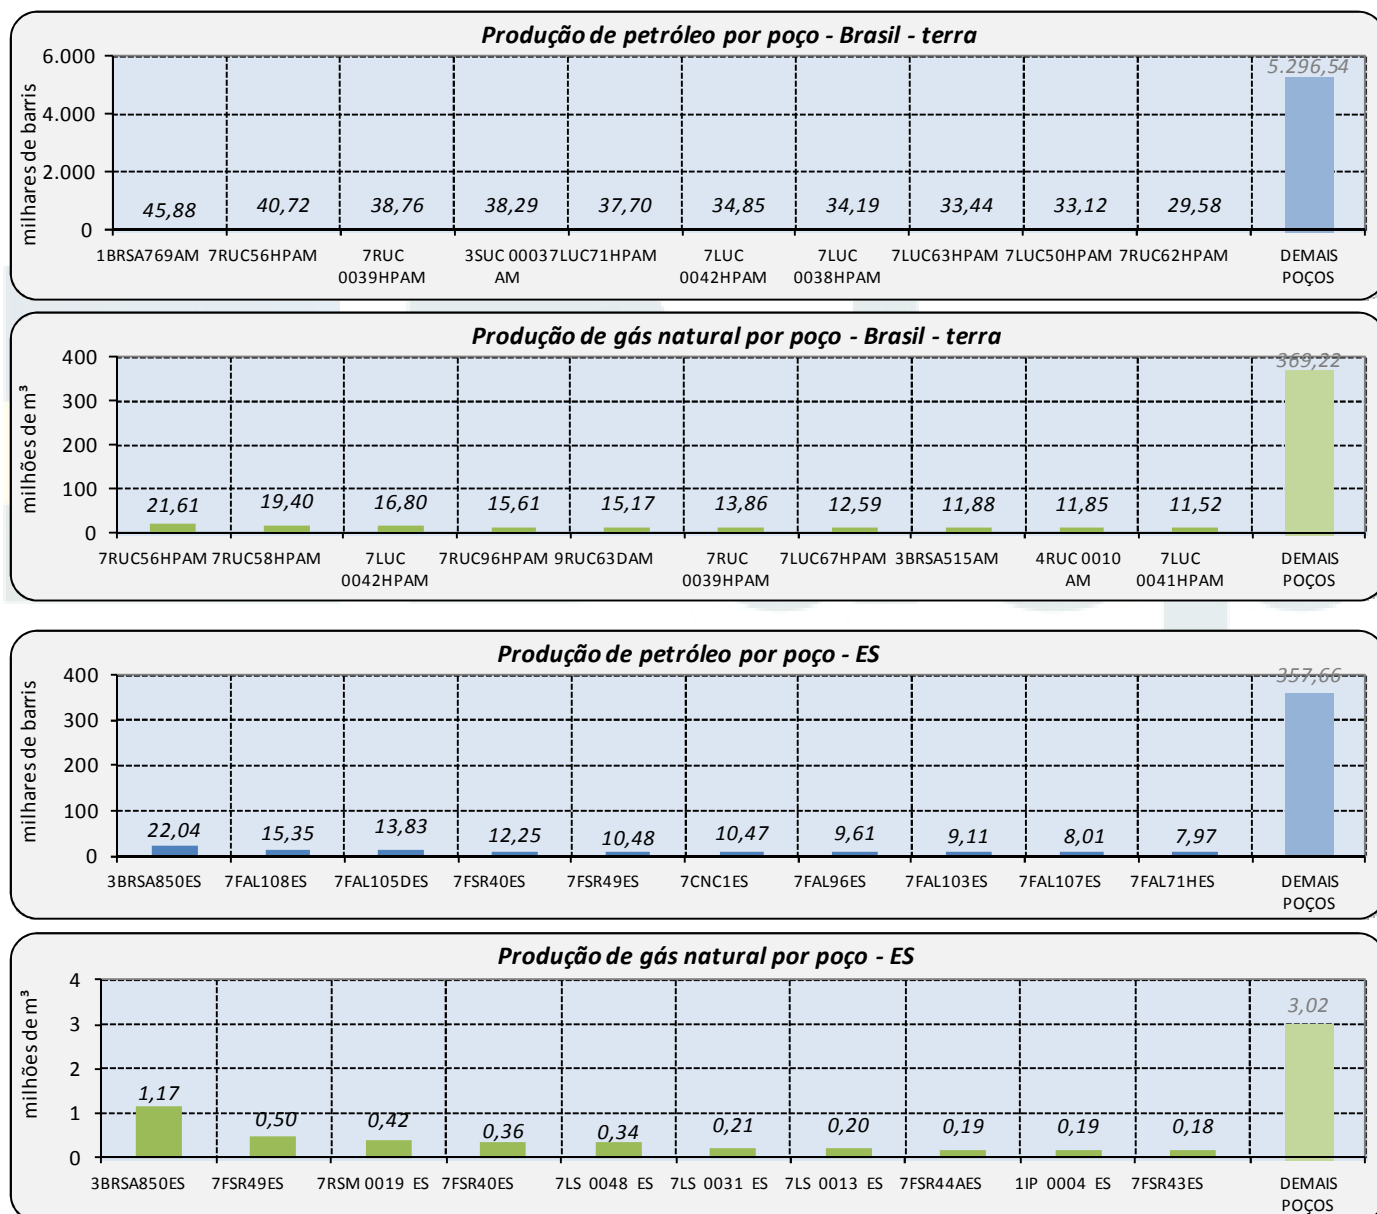 Produção de petróleo por poço - Brasil - terra
milhares de barris
6.000
4.000
2.000
0
45,88 40,72 38,76 38,29 37,70 34,85 34,19 33,44 33,12 29,58 5.296,54
1BRSA769AM 7RUC56HPAM 7RUC 0039HPAM 3SUC 0003 AM 7LUC71HPAM 7LUC 0042HPAM 7LUC 0038HPAM 7LUC63HPAM 7LUC50HPAM 7RUC62HPAM DEMAIS POÇOS
Produção de gás natural por poço - Brasil - terra
milhões de m³
400
300
200
100
0
21,61 19,40 16,80 15,61 15,17 13,86 12,59 11,88 11,85 11,52 369,22
7RUC56HPAM 7RUC58HPAM 7LUC 0042HPAM 7RUC96HPAM 9RUC63DAM 7RUC 0039HPAM 7LUC67HPAM 3BRSA515AM 4RUC 0010 AM 7LUC 0041HPAM DEMAIS POÇOS
Produção de petróleo por poço - ES
milhares de barris
400
300
200
100
0
22,04 15,35 13,83 12,25 10,48 10,47 9,61 9,11 8,01 7,97 357,66
3BRSA850ES 7FAL108ES 7FAL105DES 7FSR40ES 7FSR49ES 7CNC1ES 7FAL96ES 7FAL103ES 7FAL107ES 7FAL71HES DEMAIS POÇOS
Produção de gás natural por poço - ES
milhões de m³
4
3
2
1
0
1,17 0,50 0,42 0,36 0,34 0,21 0,20 0,19 0,19 0,18 3,02
3BRSA850ES 7FSR49ES 7RSM 0019 ES 7FSR40ES 7LS 0048 ES 7LS 0031 ES 7LS 0013 ES 7FSR44AES 1IP 0004 ES 7FSR43ES DEMAIS POÇOS